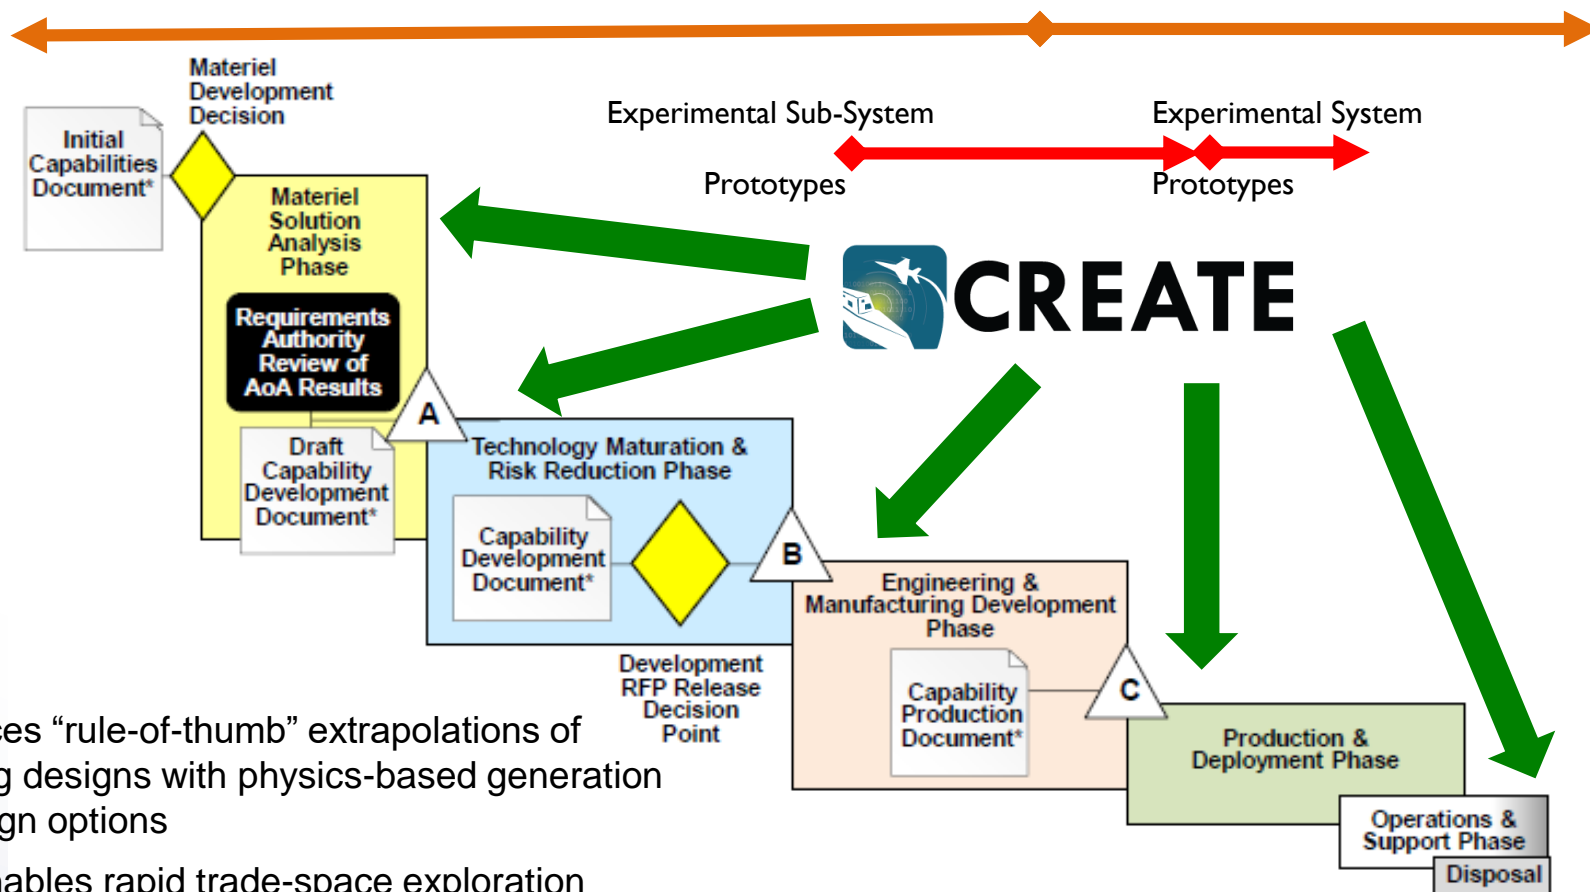 Materiel
Development
Decision
Initial
Capabilities
Document*
Experimental Sub-System
Prototypes
Experimental System
Prototypes
Materiel
Solution
Analysis
Phase
Requirements
Authority
Review of
AoA Results
CREATE
A
Draft
Capability
Development
Document*
Technology Maturation &
Risk Reduction Phase
Capability
Development
Document*
B
Development
RFP Release
Decision
Point
Engineering &
Manufacturing Development
Phase
Capability
Production
Document*
C
Production &
Deployment Phase
Operations &
Support Phase
Disposal
ces “rule-of-thumb” extrapolations of
g designs with physics-based generation
gn options
ables rapid trade-space exploration